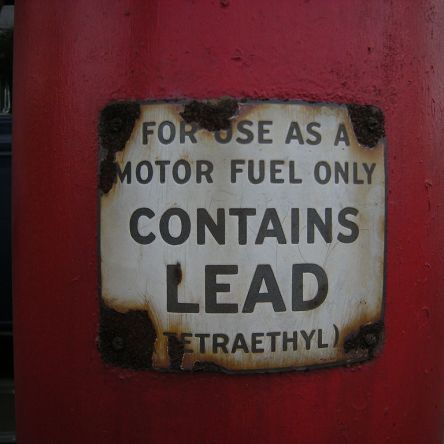 FOR USE AS A
MOTOR FUEL ONLY
CONTAINS
LEAD
(TETRAETHYL)